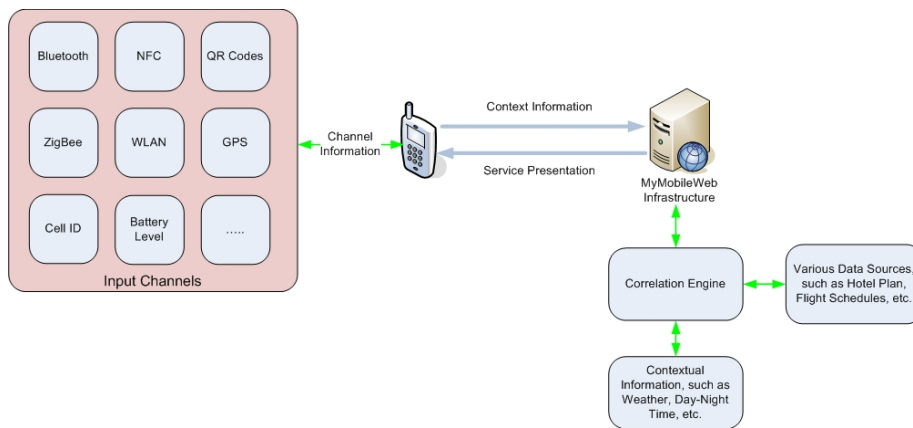 Bluetooth
NFC
QR Codes
ZigBee
WLAN
GPS
Cell ID
Battery
Level
.....
Input Channels
Channel
Information
Context Information
Service Presentation
MyMobileWeb
Infrastructure
Correlation Engine
Various Data Sources,
such as Hotel Plan,
Flight Schedules, etc.
Contextual
Information, such as
Weather, Day-Night
Time, etc.